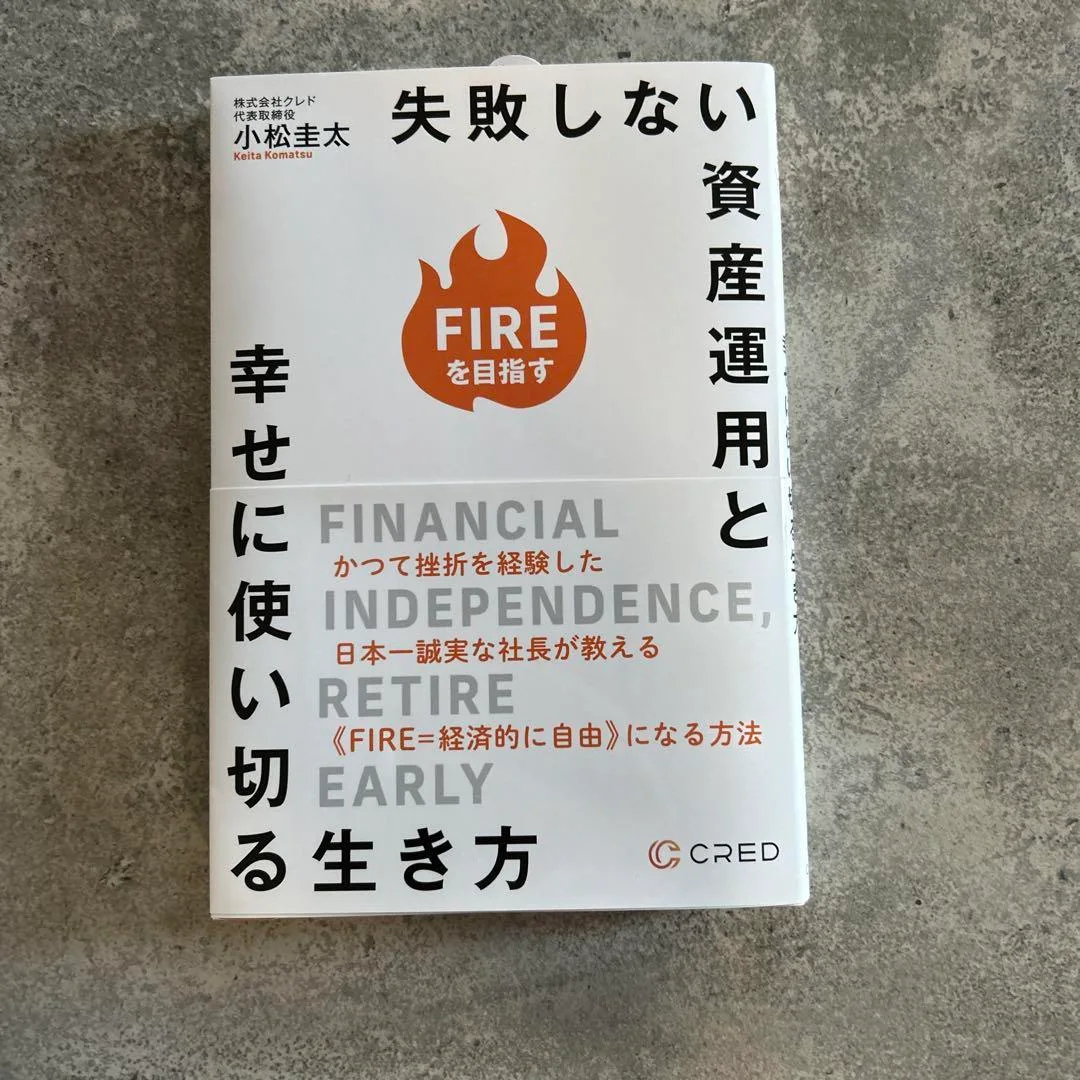 株式会社クレド
代表取締役
小松圭太
Keita Komatsu
失敗しない
資産運用と
FIRE
を目指す
幸せに使い切る
生き方
FINANCIAL
かつて挫折を経験した
INDEPENDENCE,
日本一誠実な社長が教える
RETIRE
《FIRE=経済的に自由》になる方法
EARLY
CRED